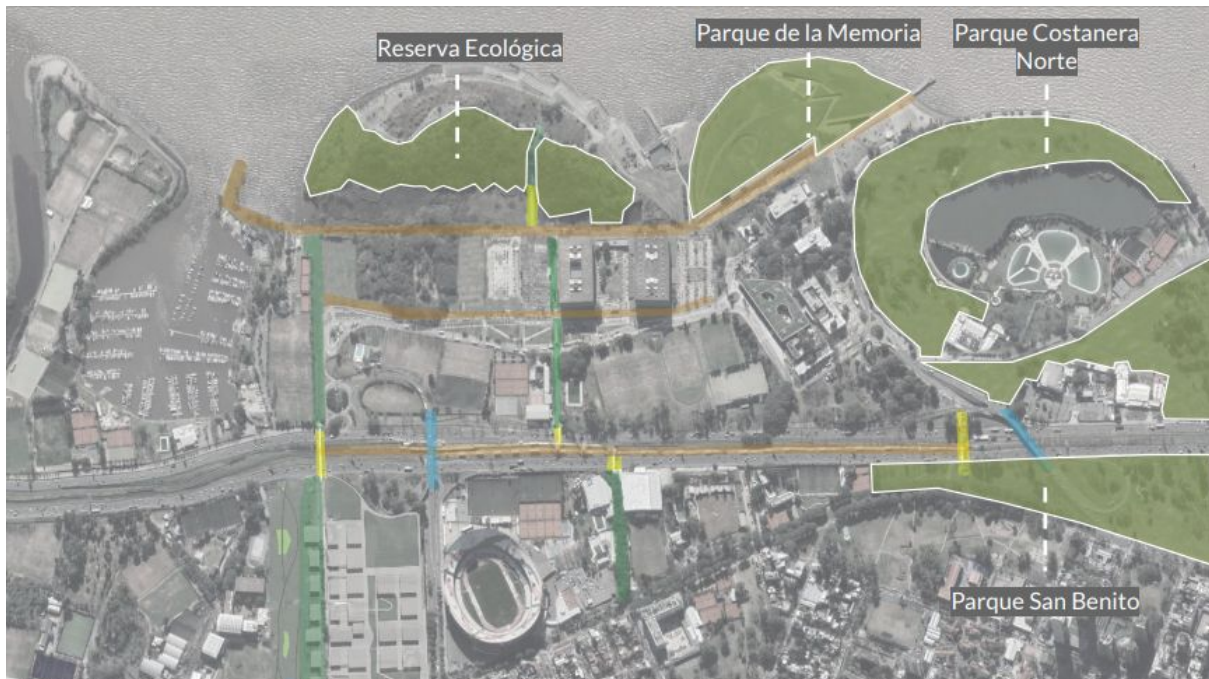 Reserva Ecológica
Parque de la Memoria
Parque Costanera
Norte
Parque San Benito